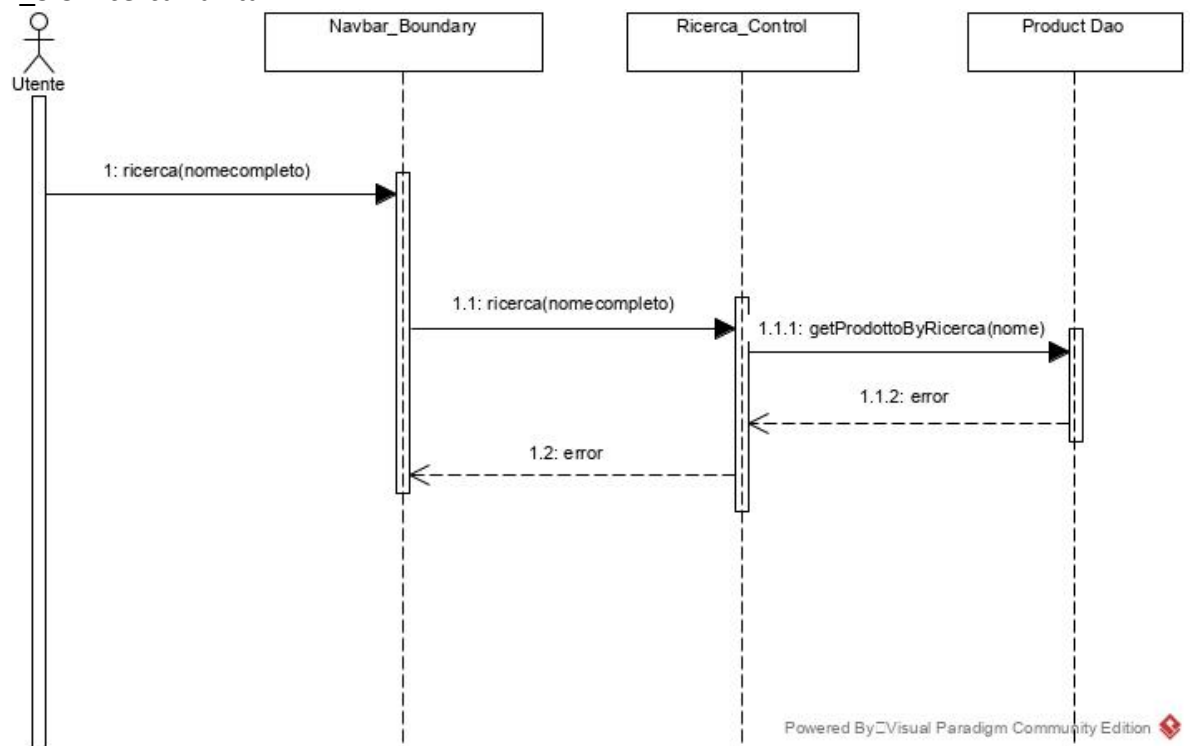 Navbar_Boundary
Ricerca_Control
Product Dao
Utente
1: ricerca(nomecompleto)
1.1: ricerca(nomecompleto)
1.1.1: getProdottoByRicerca(nome)
1.1.2: error
1.2: error
Powered By Visual Paradigm Community Edition